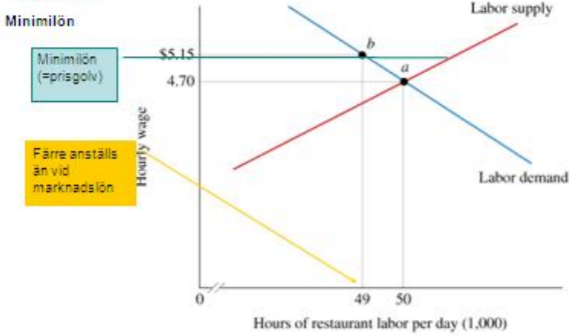 Minimilön
Labor supply
Minimilön
(=prisgolv)
$5.15
4.70
b
a
Hourly wage
Färre anställs
än vid
marknadslön
Labor demand
0
49
50
Hours of restaurant labor per day (1,000)